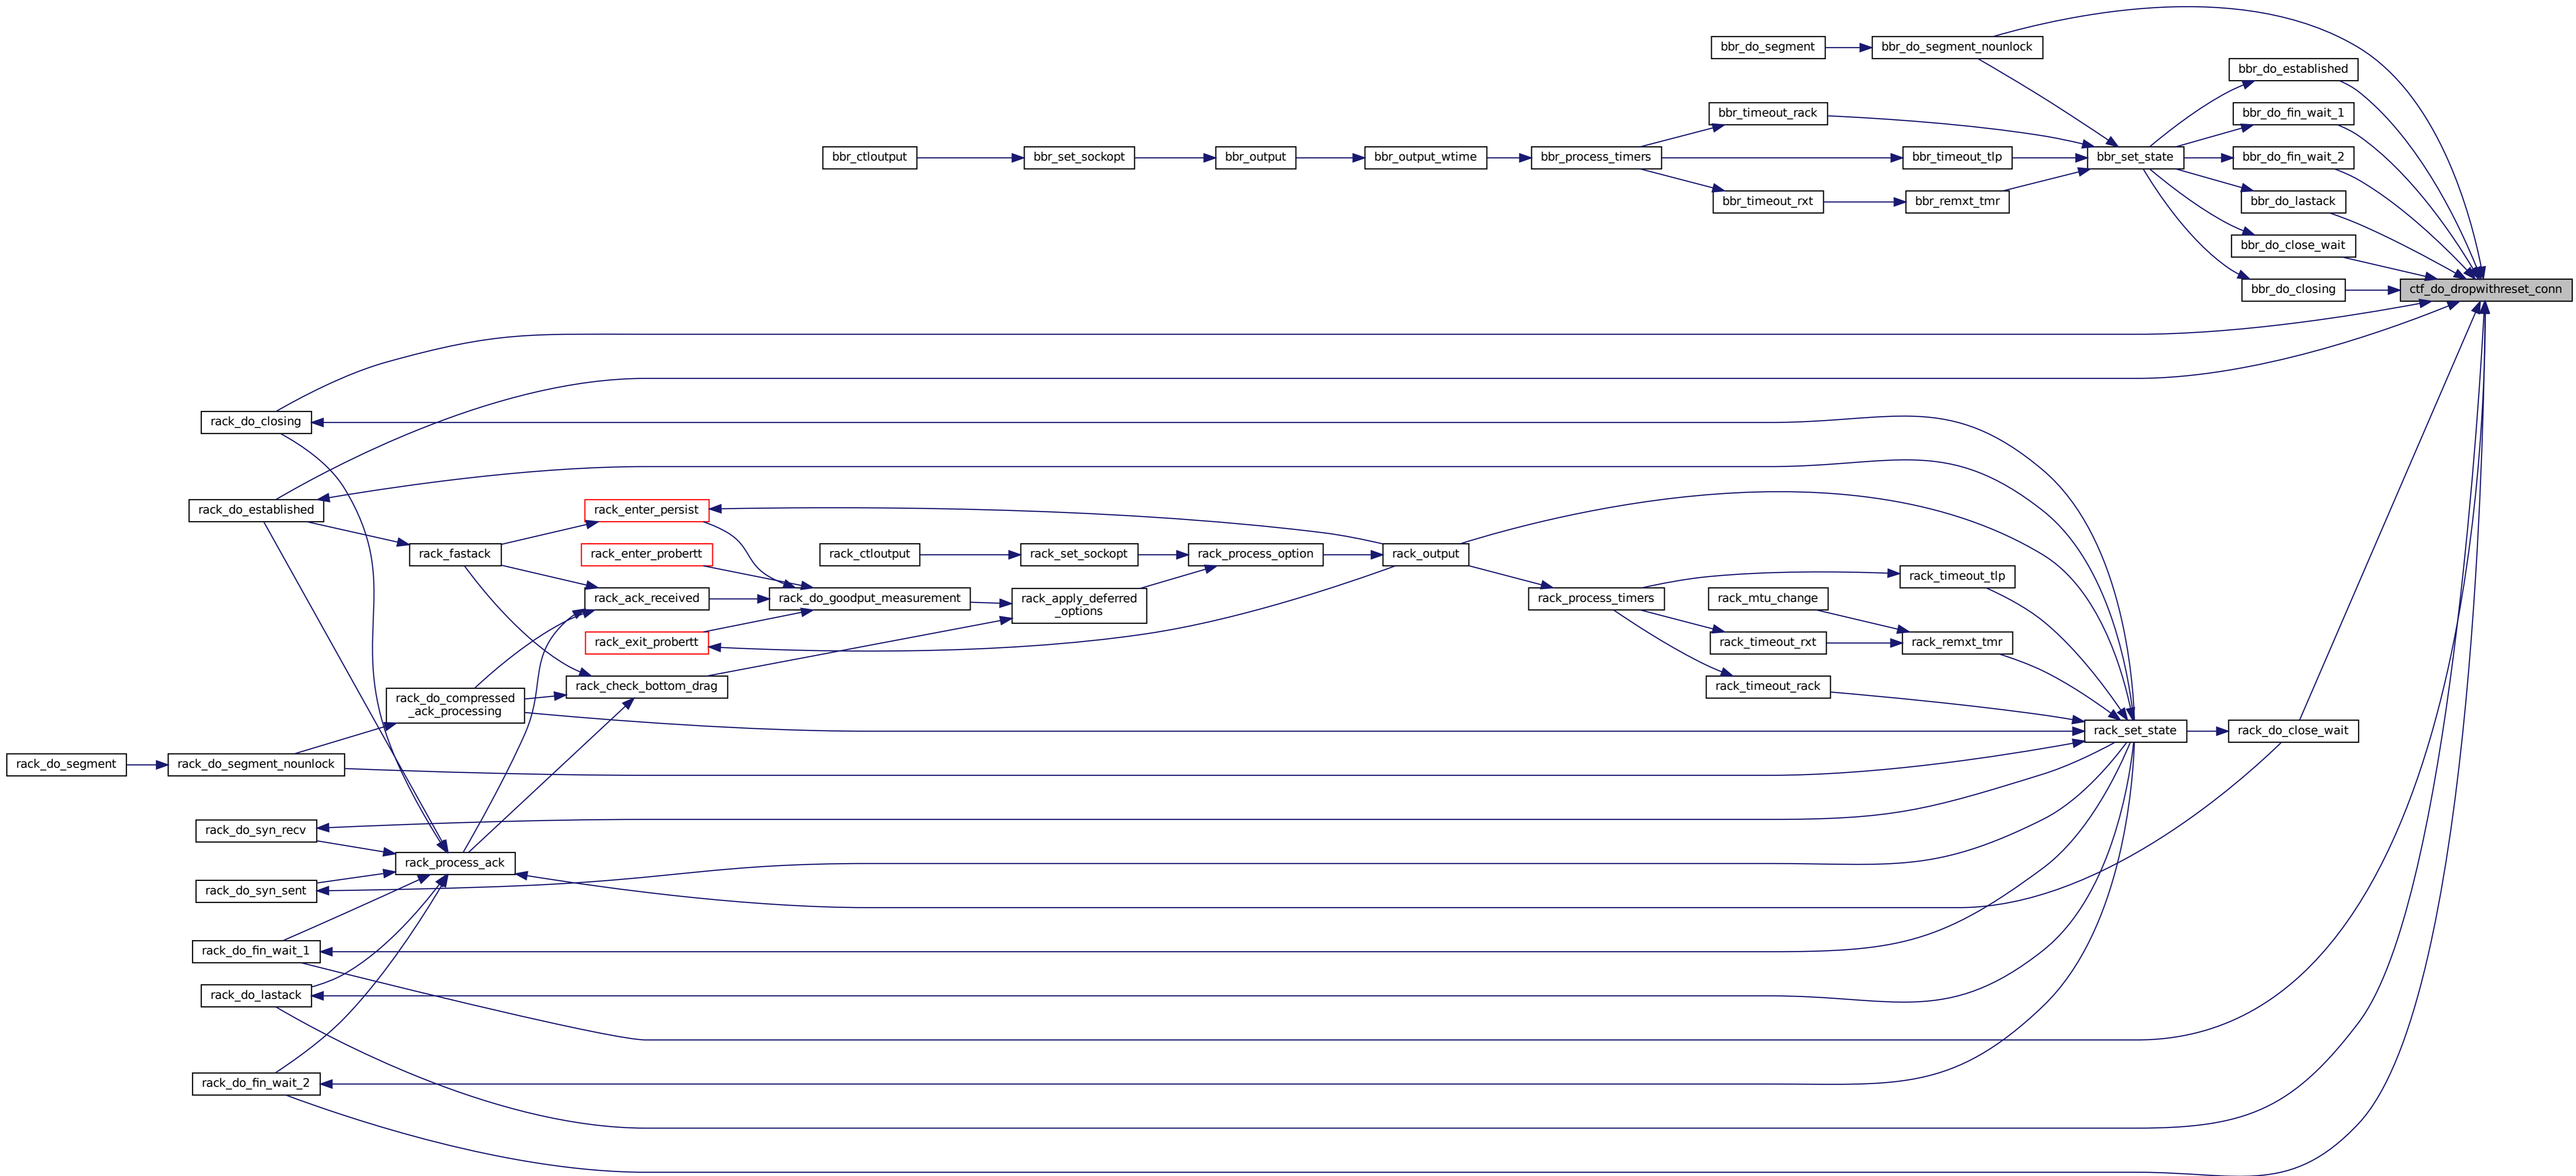 bbr_do_segment
bbr_do_segment_nounlock
bbr_do_established
bbr_timeout_rack
bbr_do_fin_wait_1
bbr_ctloutput
bbr_set_sockopt
bbr_output
bbr_output_wtime
bbr_process_timers
bbr_timeout_tlp
bbr_set_state
bbr_do_fin_wait_2
bbr_timeout_rxt
bbr_remxt_tmr
bbr_do_lastack
bbr_do_close_wait
bbr_do_closing
ctf_do_dropwithreset_conn
rack_do_closing
rack_do_established
rack_enter_persist
rack_fastack
rack_enter_probertt
rack_ctloutput
rack_set_sockopt
rack_process_option
rack_output
rack_timeout_tlp
rack_ack_received
rack_do_goodput_measurement
rack_apply_deferred
_options
rack_process_timers
rack_mtu_change
rack_exit_probertt
rack_timeout_rxt
rack_remxt_tmr
rack_check_bottom_drag
rack_timeout_rack
rack_do_compressed
_ack_processing
rack_set_state
rack_do_close_wait
rack_do_segment
rack_do_segment_nounlock
rack_do_syn_recv
rack_process_ack
rack_do_syn_sent
rack_do_fin_wait_1
rack_do_lastack
rack_do_fin_wait_2